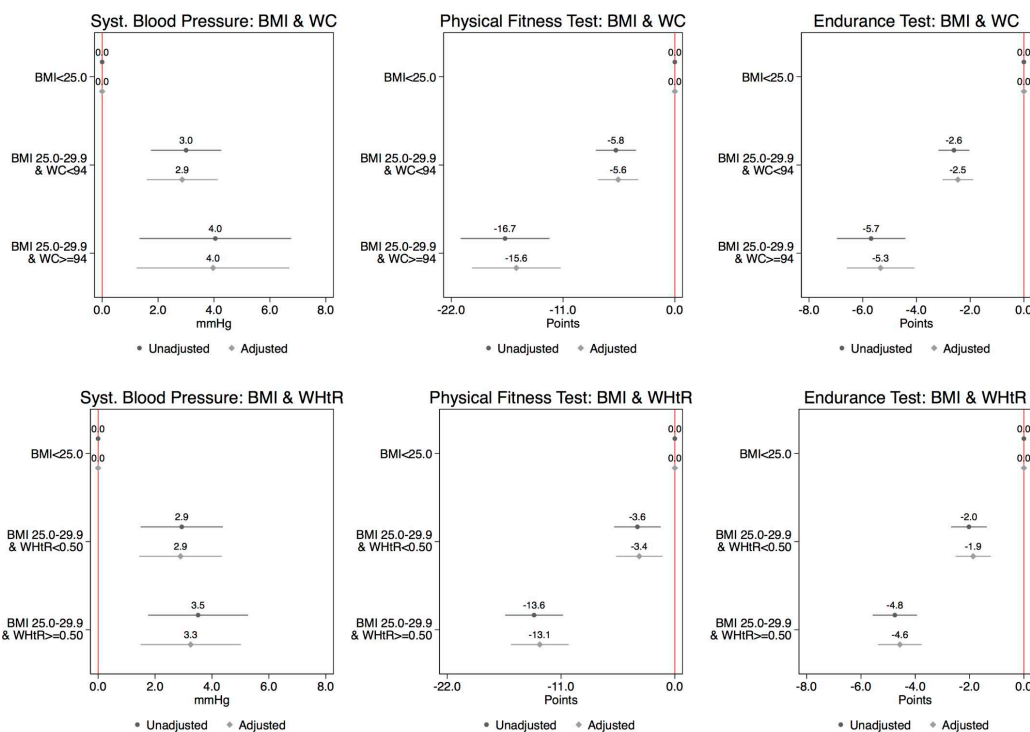 Syst. Blood Pressure: BMI & WC
0.0
BMI<25.0
0.0
3.0
BMI 25.0-29.9
& WC<94
2.9
4.0
BMI 25.0-29.9
& WC>=94
4.0
0.0 2.0 4.0 6.0 8.0
mmHg
Unadjusted Adjusted
Physical Fitness Test: BMI & WC
0.0
BMI<25.0
0.0
-5.8
BMI 25.0-29.9
& WC<94
-5.6
-16.7
BMI 25.0-29.9
& WC>=94
-15.6
-22.0 -11.0 0.0
Points
Unadjusted Adjusted
Endurance Test: BMI & WC
0.0
BMI<25.0
0.0
-2.6
BMI 25.0-29.9
& WC<94
-2.5
-5.7
BMI 25.0-29.9
& WC>=94
-5.3
-8.0 -6.0 -4.0 -2.0 0.0
Points
Unadjusted Adjusted
Syst. Blood Pressure: BMI & WHtR
0.0
BMI<25.0
0.0
2.9
BMI 25.0-29.9
& WHtR<0.50
2.9
3.5
BMI 25.0-29.9
& WHtR>=0.50
3.3
0.0 2.0 4.0 6.0 8.0
mmHg
Unadjusted Adjusted
Physical Fitness Test: BMI & WHtR
0.0
BMI<25.0
0.0
-3.6
BMI 25.0-29.9
& WHtR<0.50
-3.4
-13.6
BMI 25.0-29.9
& WHtR>=0.50
-13.1
-22.0 -11.0 0.0
Points
Unadjusted Adjusted
Endurance Test: BMI & WHtR
0.0
BMI<25.0
0.0
-2.0
BMI 25.0-29.9
& WHtR<0.50
-1.9
-4.8
BMI 25.0-29.9
& WHtR>=0.50
-4.6
-8.0 -6.0 -4.0 -2.0 0.0
Points
Unadjusted Adjusted